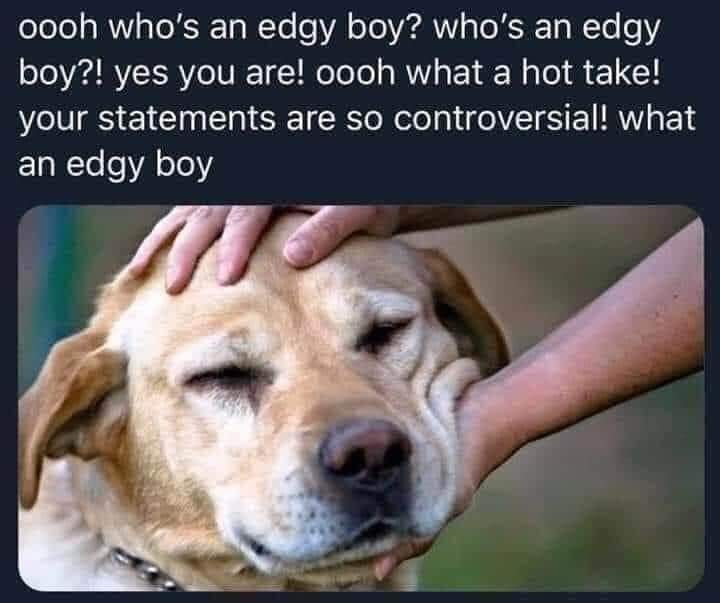 oooh who's an edgy boy? who's an edgy
boy?! yes you are! oooh what a hot take!
your statements are so controversial! what
an edgy boy